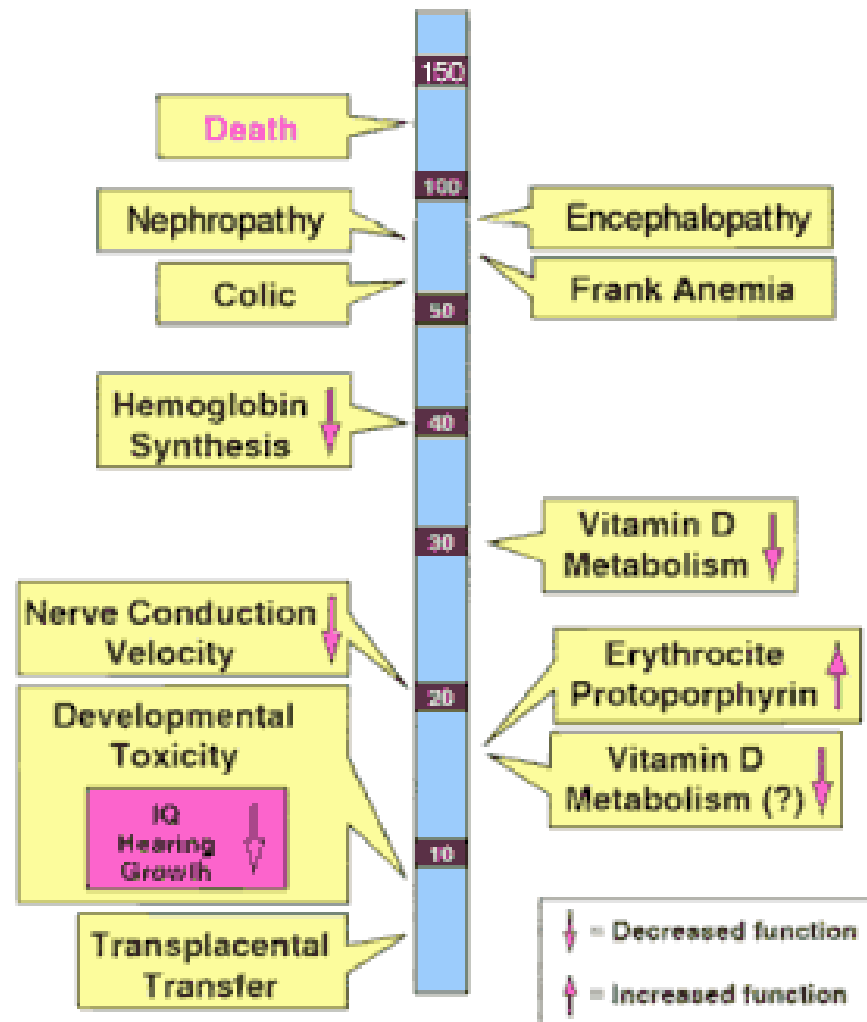 150
Death
100
Nephropathy
Encephalopathy
Colic
Frank Anemia
50
Hemoglobin
Synthesis
40
30
Vitamin D
Metabolism
Nerve Conduction
Velocity
20
Erythrocite
Protoporphyrin
Developmental
Toxicity
Vitamin D
Metabolism (?)
IQ
Hearing
Growth
10
Transplacental
Transfer
= Decreased function
= Increased function